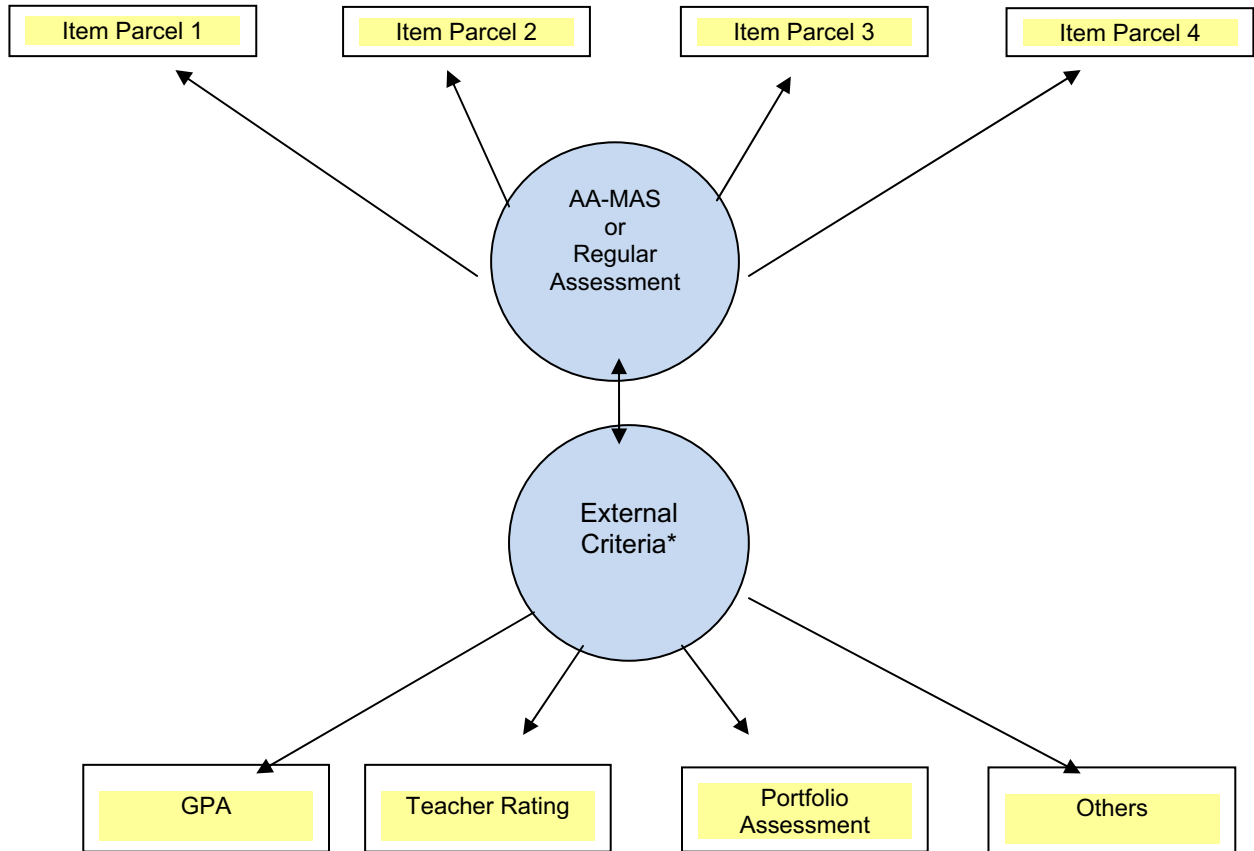 Item Parcel 1
Item Parcel 2
Item Parcel 3
Item Parcel 4
AA-MAS
or
Regular
Assessment
External
Criteria*
GPA
Teacher Rating
Portfolio
Assessment
Others